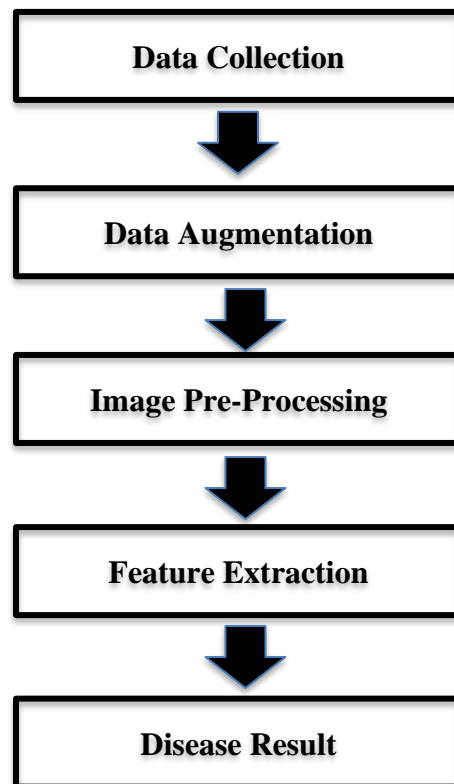 Data Collection
Data Augmentation
Image Pre-Processing
Feature Extraction
Disease Result